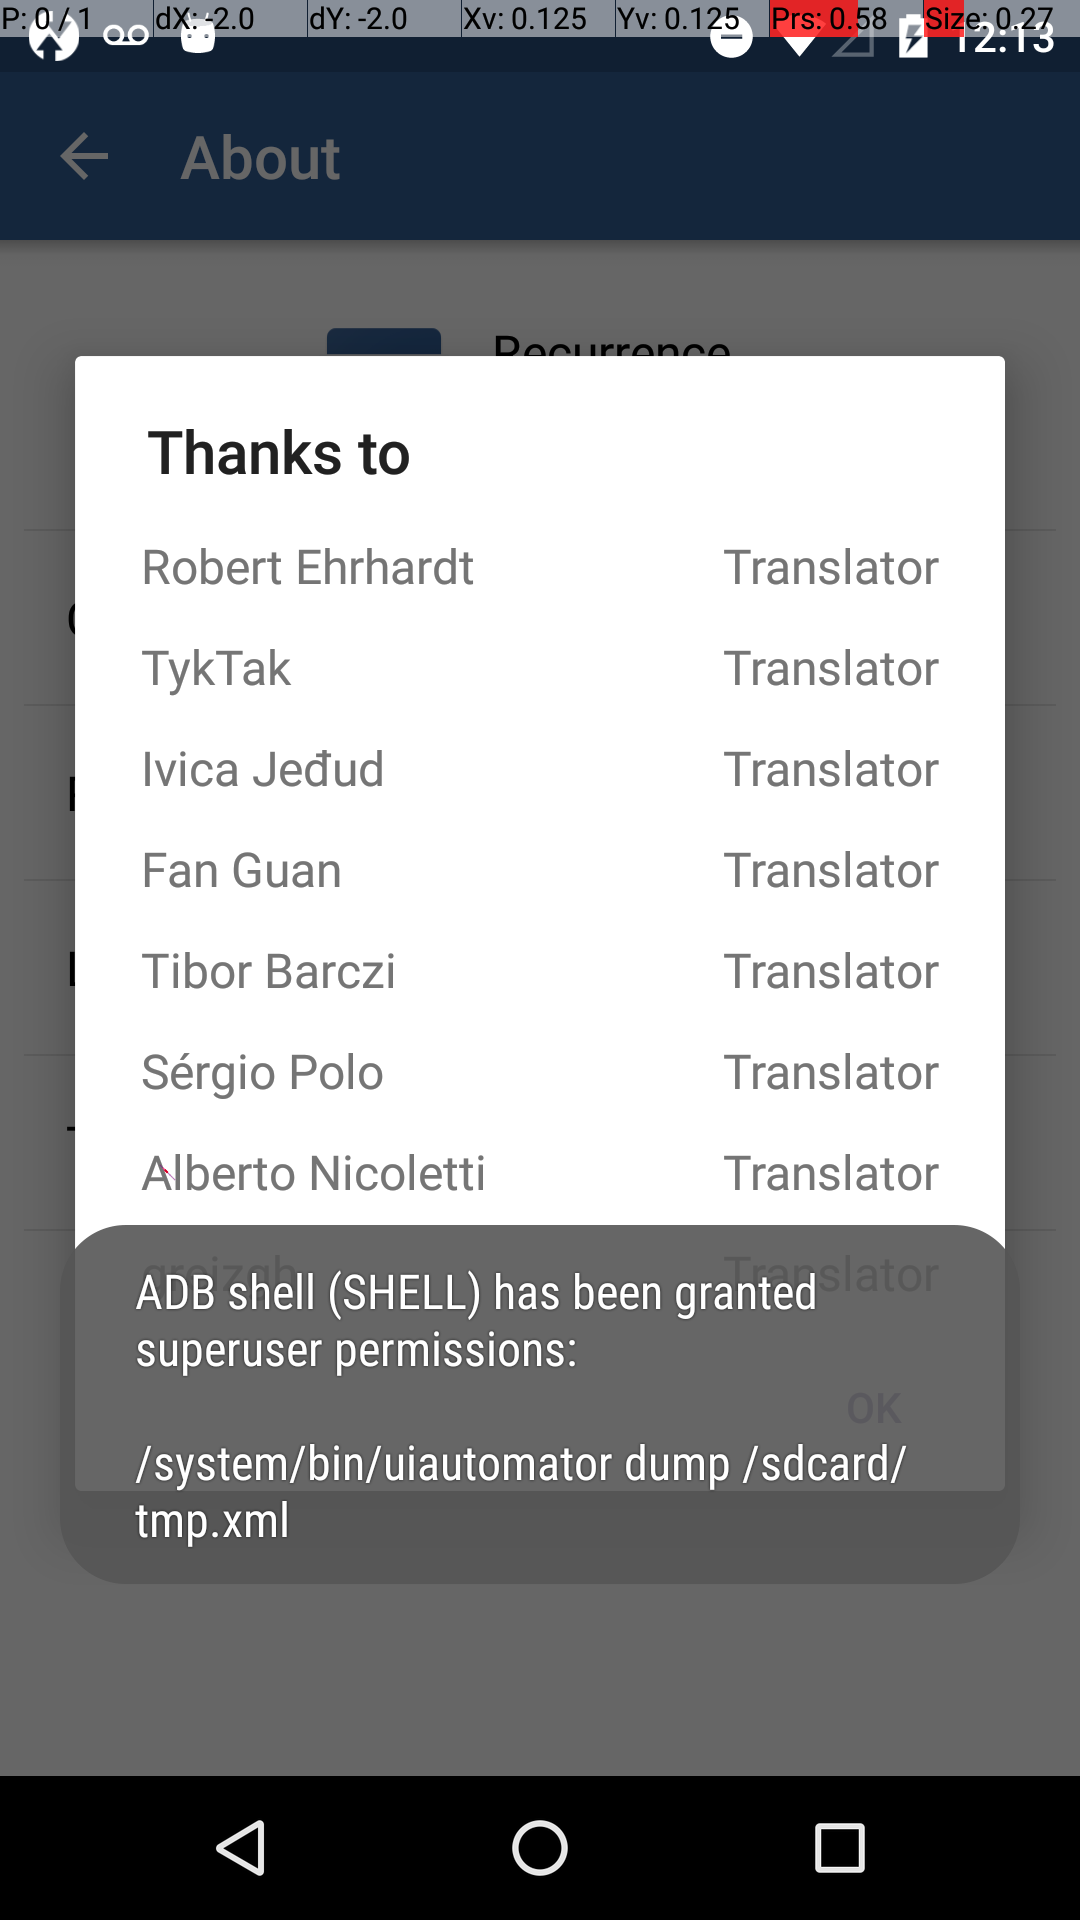 P: 0 / 1 dX: -2.0 dY: -2.0 Xv: 0.125 Yv: 0.125 Prs: 0.58 Size: 0.27
12:13
About
Recurrence
Thanks to
Robert Ehrhardt Translator
TykTak Translator
Ivica Jeđud Translator
Fan Guan Translator
Tibor Barczi Translator
Sérgio Polo Translator
Alberto Nicoletti Translator
greizgh Translator
ADB shell (SHELL) has been granted
superuser permissions:
OK
/system/bin/uiautomator dump /sdcard/
tmp.xml